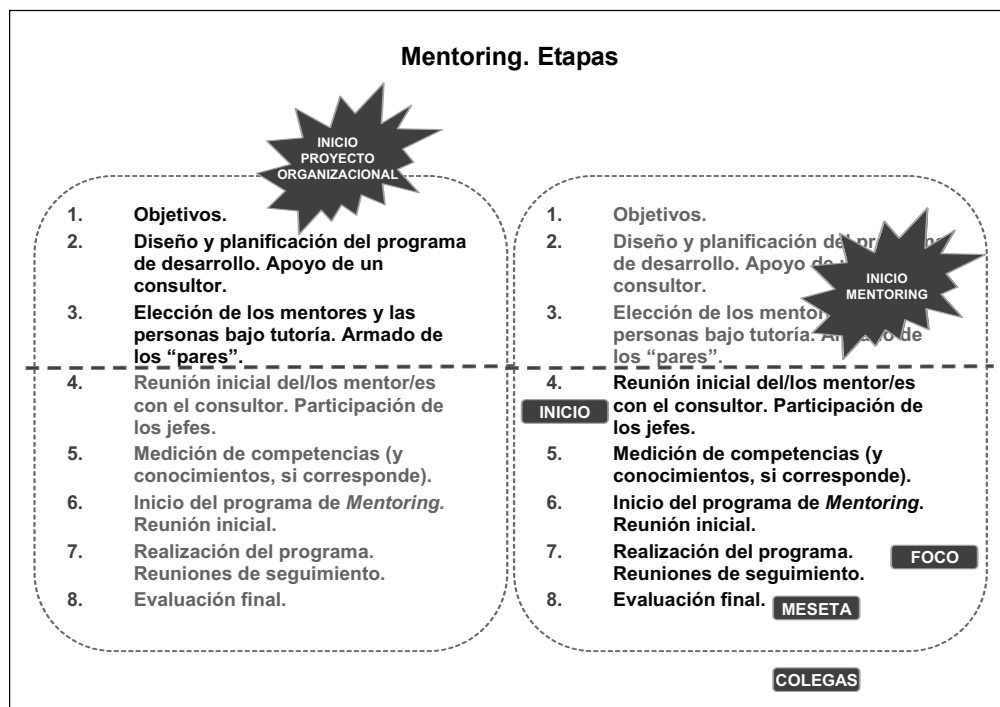 Mentoring. Etapas
INICIO
PROYECTO
ORGANIZACIONAL
1. Objetivos.
2. Diseño y planificación del programa
de desarrollo. Apoyo de un
consultor.
3. Elección de los mentores y las
personas bajo tutoría. Armado de
los “pares”.
4. Reunión inicial del/los mentor/es
con el consultor. Participación de
los jefes.
5. Medición de competencias (y
conocimientos, si corresponde).
6. Inicio del programa de Mentoring.
Reunión inicial.
7. Realización del programa.
Reuniones de seguimiento.
8. Evaluación final.
INICIO
MENTORING
1. Objetivos.
2. Diseño y planificación del programa
de desarrollo. Apoyo de
consultor.
3. Elección de los
personas bajo tutoría. Armado de
los “pares”.
4. Reunión inicial del/los mentor/es
INICIO con el consultor. Participación de
los jefes.
5. Medición de competencias (y
conocimientos, si corresponde).
6. Inicio del programa de Mentoring.
Reunión inicial.
7. Realización del programa.
FOCO
Reuniones de seguimiento.
8. Evaluación final.
MESETA
COLEGAS